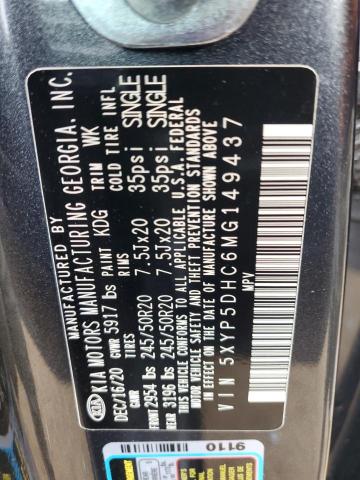 MANUFACTURED BY
KIA KIA MOTORS MANUFACTURING GEORGIA, INC.
DEC/16/20 GVWR 5917 lbs PAINT KDG TRIM WK
GAWR TIRES RIMS COLD TIRE INFL
FRONT 2954 lbs 245/50R20 7.5Jx20 35psi SINGLE
REAR 3196 lbs 245/50R20 7.5Jx20 35psi SINGLE
THIS VEHICLE CONFORMS TO ALL APPLICABLE U.S.A. FEDERAL
MOTOR VEHICLE SAFETY, BUMPER, AND THEFT PREVENTION STANDARDS
IN EFFECT ON THE DATE OF MANUFACTURE SHOWN ABOVE
VIN 5XYP5DHC6MG149437
MPV
9110